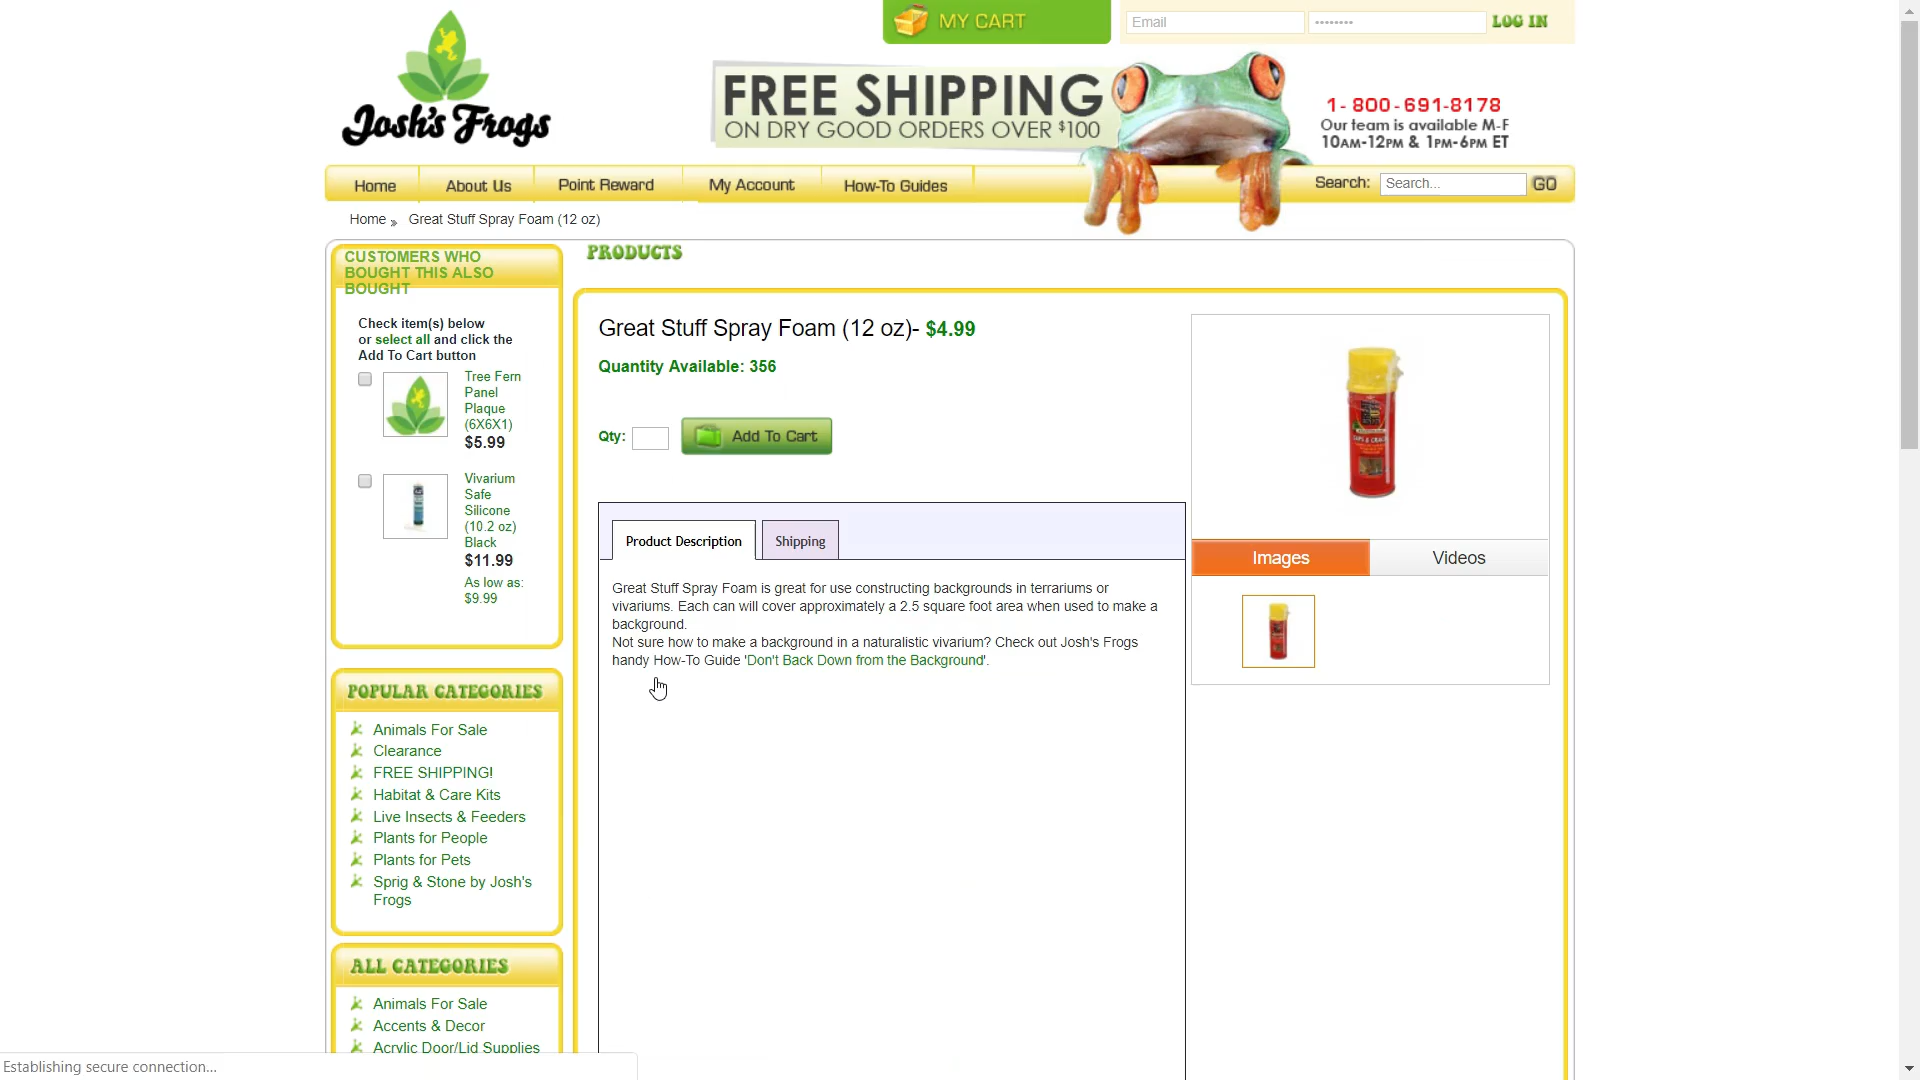 MY CART
Email
••••••••
LOG IN
Josh's Frogs
FREE SHIPPING
ON DRY GOOD ORDERS OVER $100
1-800-691-8178
Our team is available M-F
10AM-12PM & 1PM-6PM ET
Home
About Us
Point Reward
My Account
How-To Guides
Search:
Search...
GO
Home » Great Stuff Spray Foam (12 oz)
CUSTOMERS WHO
BOUGHT THIS ALSO
BOUGHT
Check item(s) below
or select all and click the
Add To Cart button
Tree Fern
Panel
Plaque
(6X6X1)
$5.99
Vivarium
Safe
Silicone
(10.2 oz)
Black
$11.99
As low as:
$9.99
POPULAR CATEGORIES
Animals For Sale
Clearance
FREE SHIPPING!
Habitat & Care Kits
Live Insects & Feeders
Plants for People
Plants for Pets
Sprig & Stone by Josh's
Frogs
ALL CATEGORIES
Animals For Sale
Accents & Decor
Acrylic Door/Lid Supplies
PRODUCTS
Great Stuff Spray Foam (12 oz)- $4.99
Quantity Available: 356
Qty:
Add To Cart
Product Description
Shipping
Great Stuff Spray Foam is great for use constructing backgrounds in terrariums or
vivariums. Each can will cover approximately a 2.5 square foot area when used to make a
background.
Not sure how to make a background in a naturalistic vivarium? Check out Josh's Frogs
handy How-To Guide 'Don't Back Down from the Background'.
Images
Videos
Establishing secure connection...